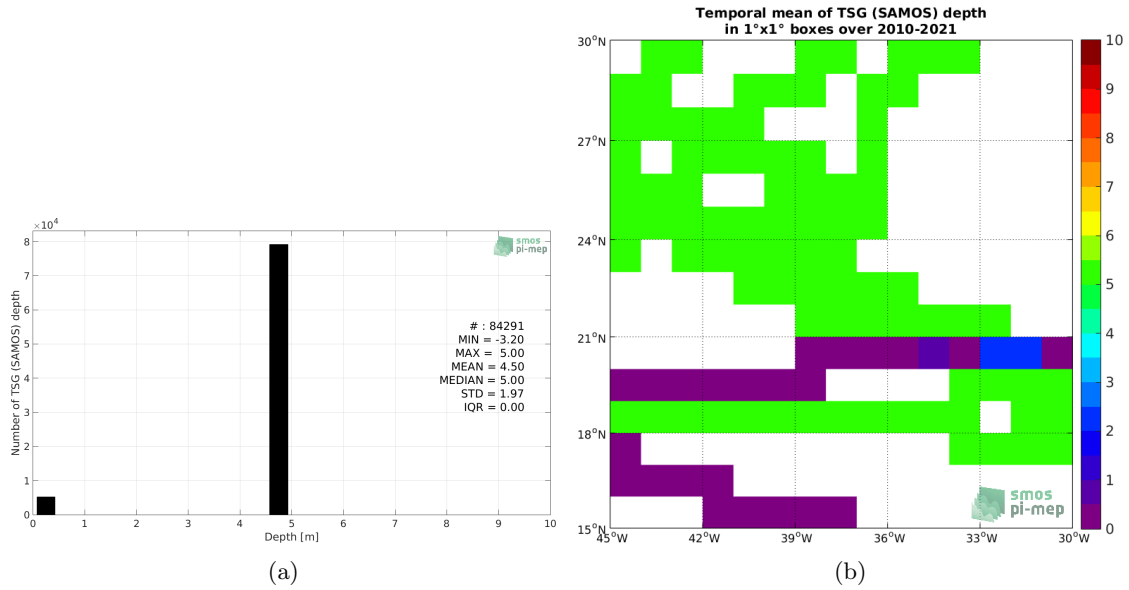 ×10⁴
8
7
6
5
4
3
2
1
0
Number of TSG (SAMOS) depth
smos
pi-mep
# : 84291
MIN = -3.20
MAX = 5.00
MEAN = 4.50
MEDIAN = 5.00
STD = 1.97
IQR = 0.00
0 1 2 3 4 5 6 7 8 9 10
Depth [m]
(a)
Temporal mean of TSG (SAMOS) depth
in 1°x1° boxes over 2010-2021
30°N
27°N
24°N
21°N
18°N
15°N
45°W 42°W 39°W 36°W 33°W 30°W
smos
pi-mep
10
9
8
7
6
5
4
3
2
1
0
(b)